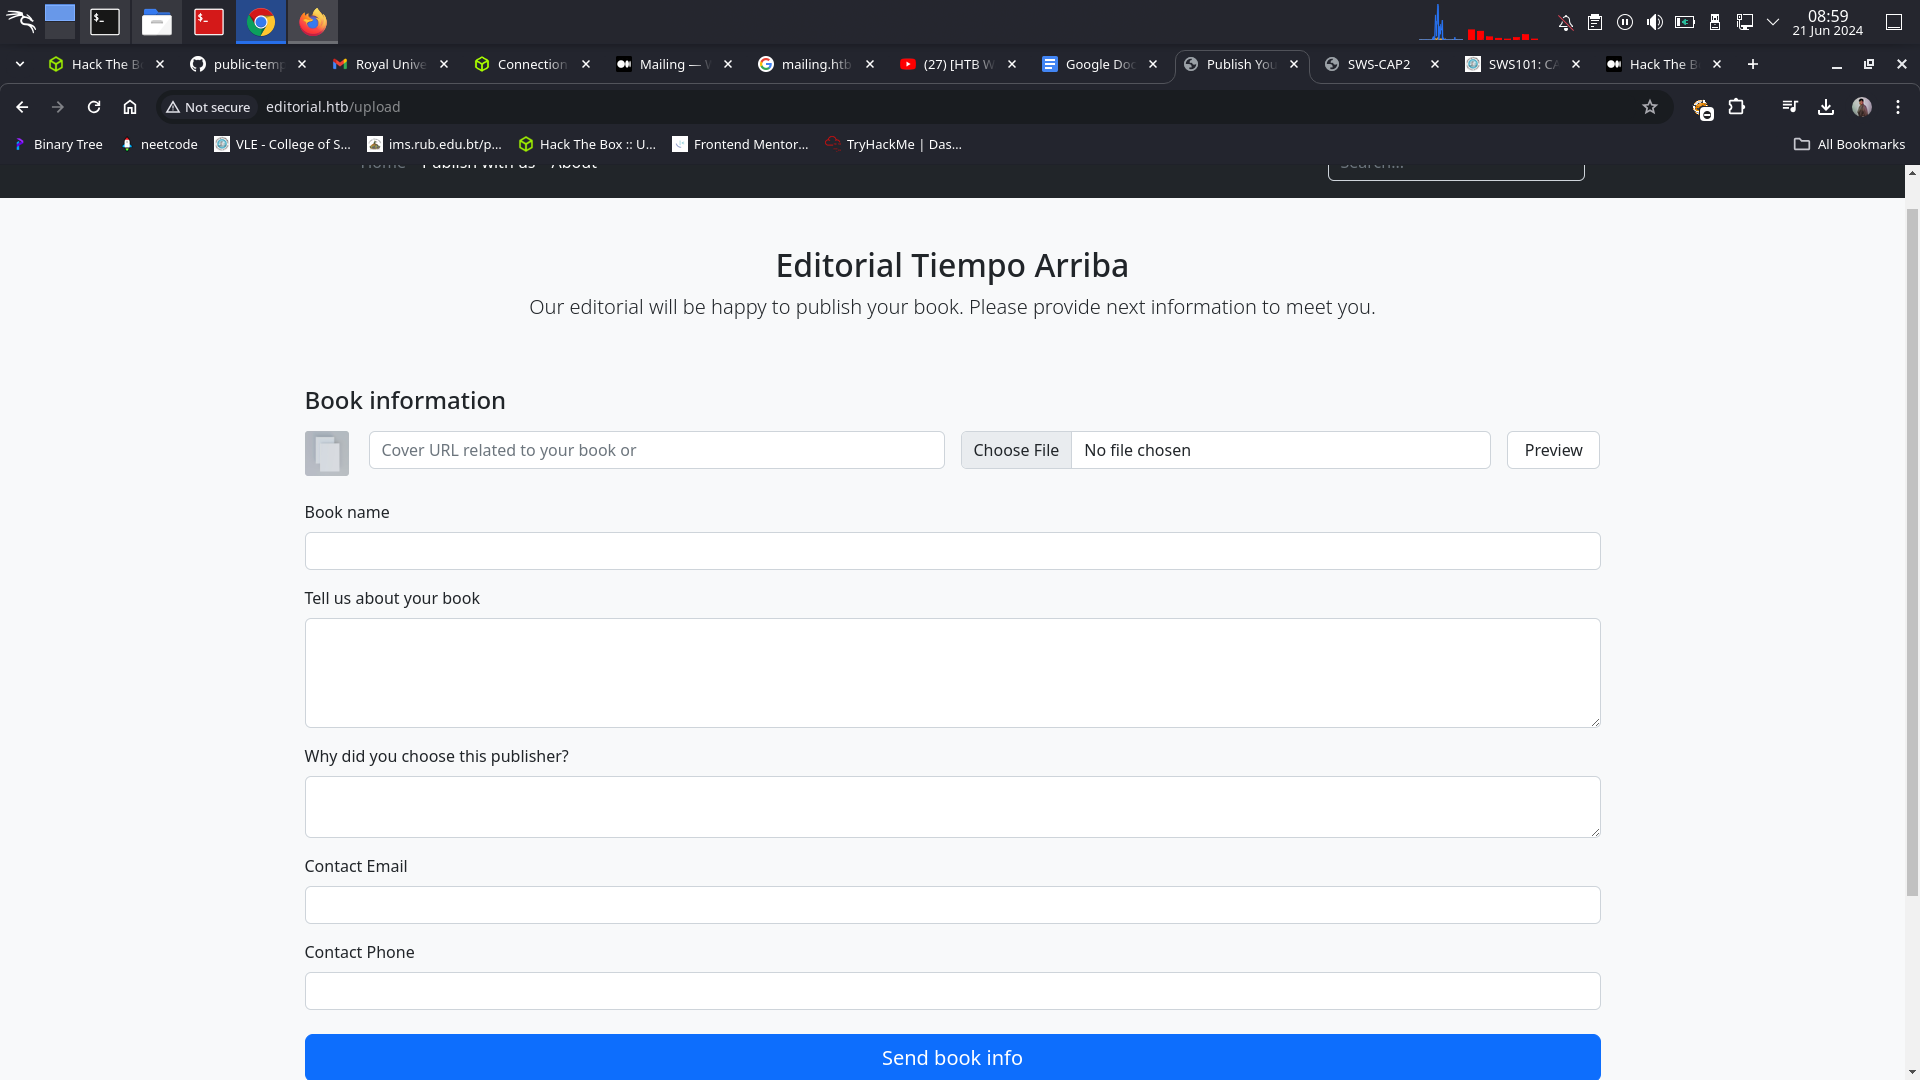 08:59
21 Jun 2024
Hack The B
public-temp
Royal Unive
Connection
Mailing — W
mailing.htb
(27) [HTB W
Google Doc
Publish You
SWS-CAP2
SWS101: CA
Hack The B
Not secure
editorial.htb/upload
Binary Tree
neetcode
VLE - College of S...
ims.rub.edu.bt/p...
Hack The Box :: U...
Frontend Mentor...
TryHackMe | Das...
All Bookmarks
Home Publish with us About
Search...
Editorial Tiempo Arriba
Our editorial will be happy to publish your book. Please provide next information to meet you.
Book information
Cover URL related to your book or
Choose File No file chosen
Preview
Book name
Tell us about your book
Why did you choose this publisher?
Contact Email
Contact Phone
Send book info